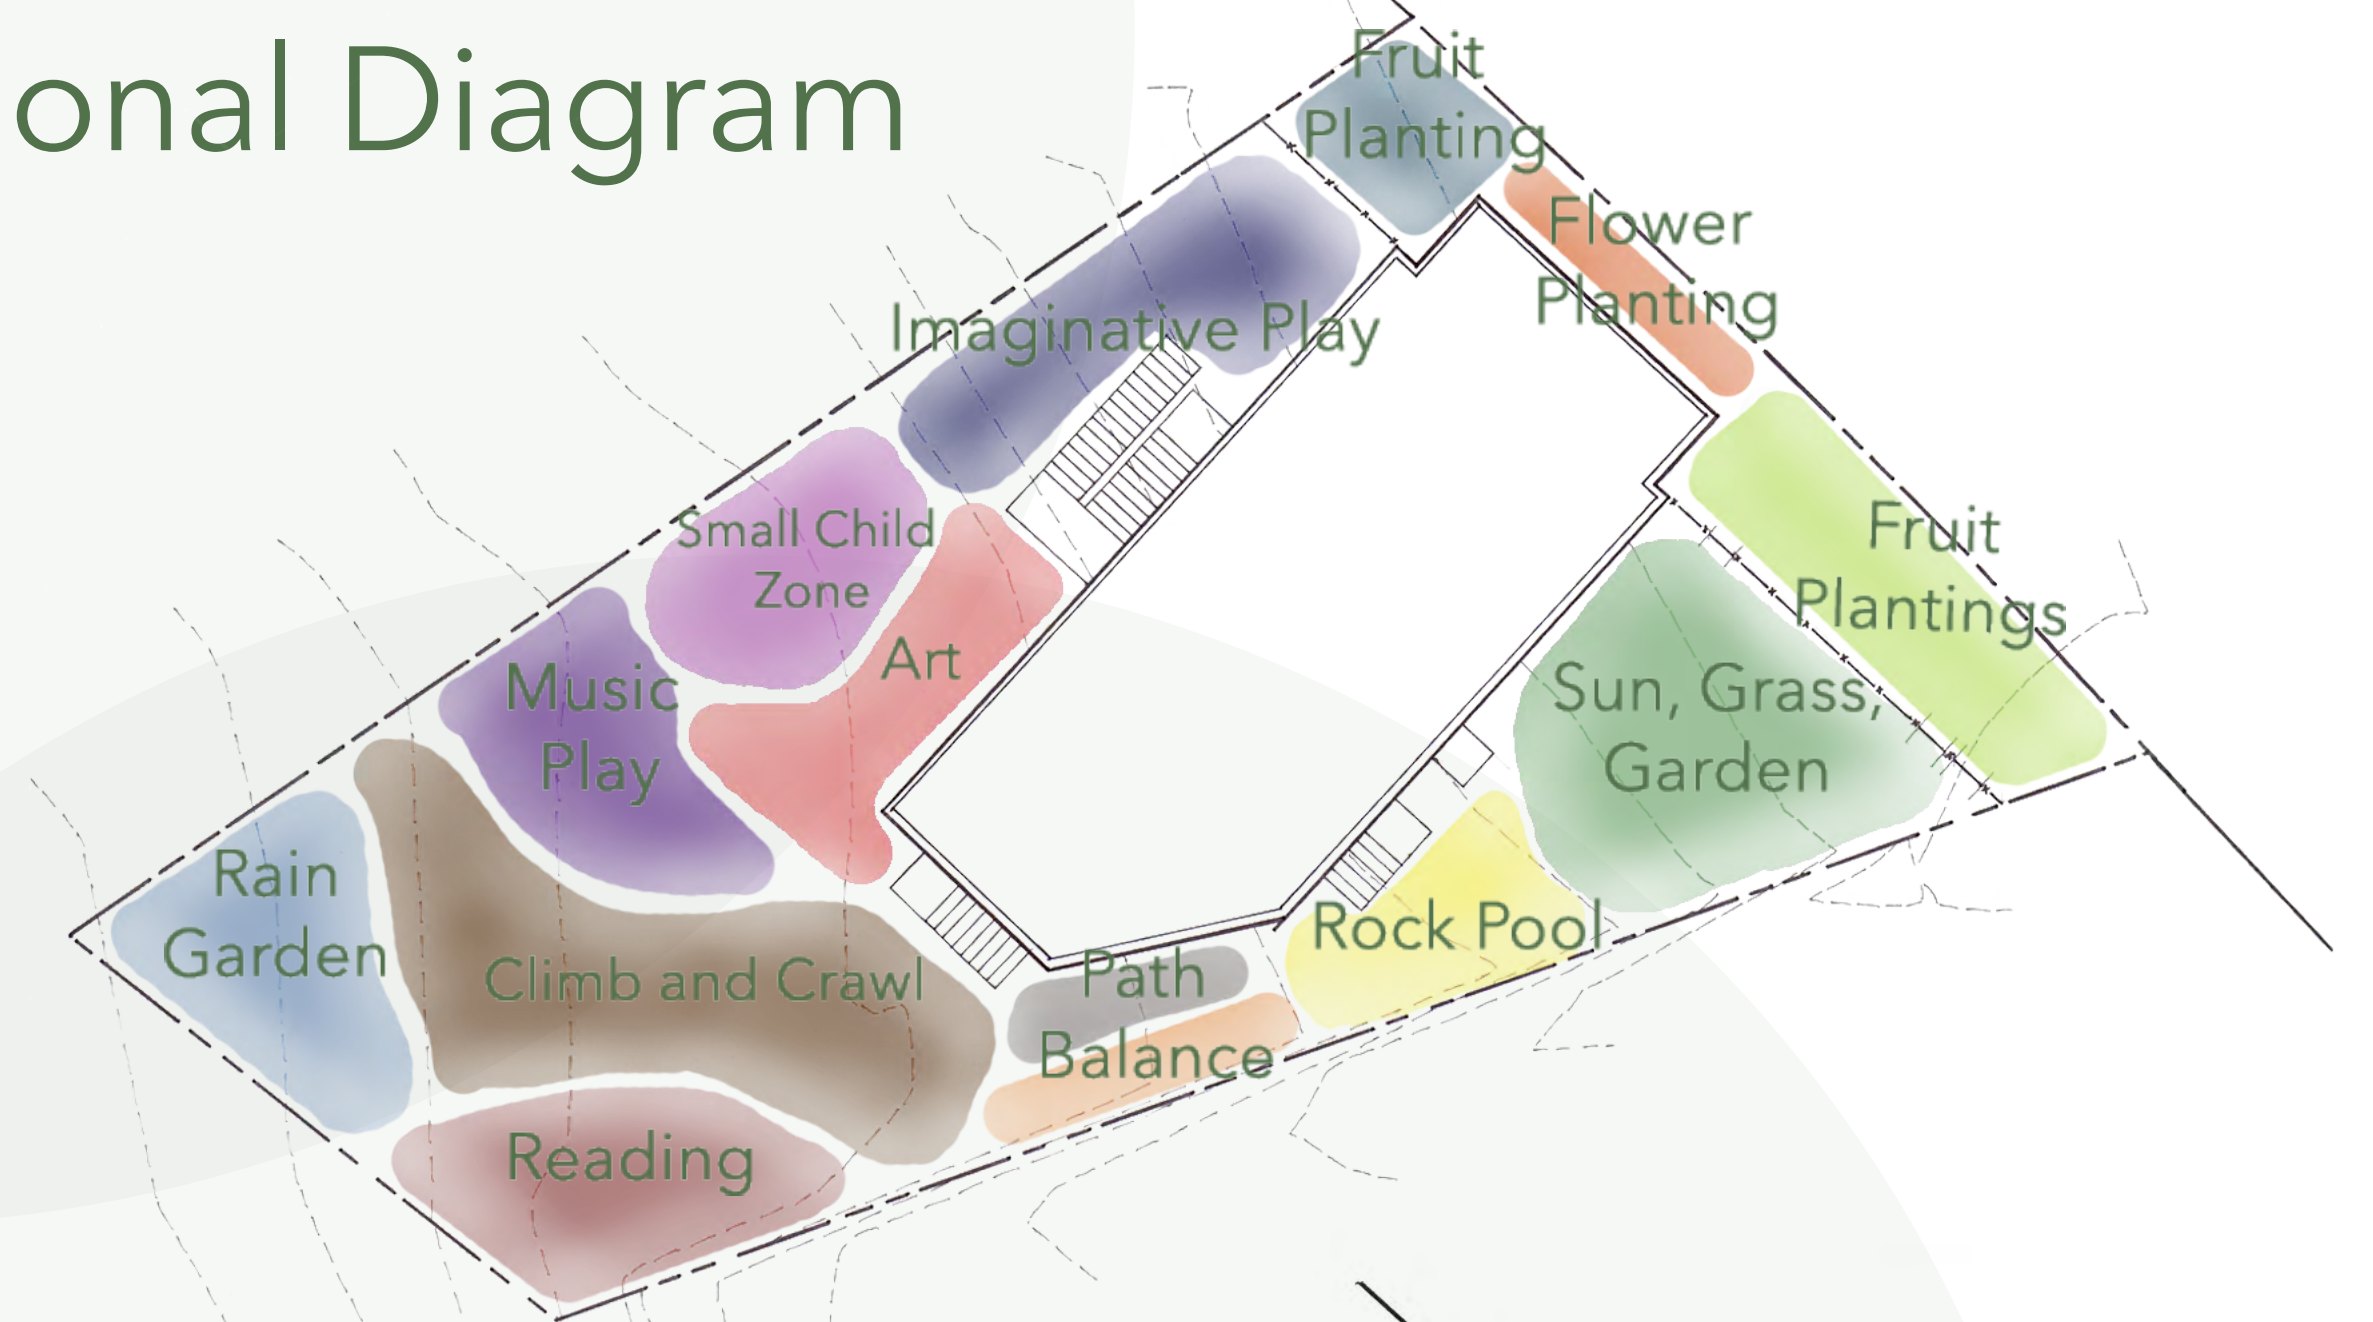 onal Diagram
Fruit
Planting
Flower
Planting
Imaginative Play
Small Child
Zone
Fruit
Plantings
Art
Music
Play
Sun, Grass,
Garden
Rain
Garden
Rock Pool
Climb and Crawl
Path
Balance
Reading